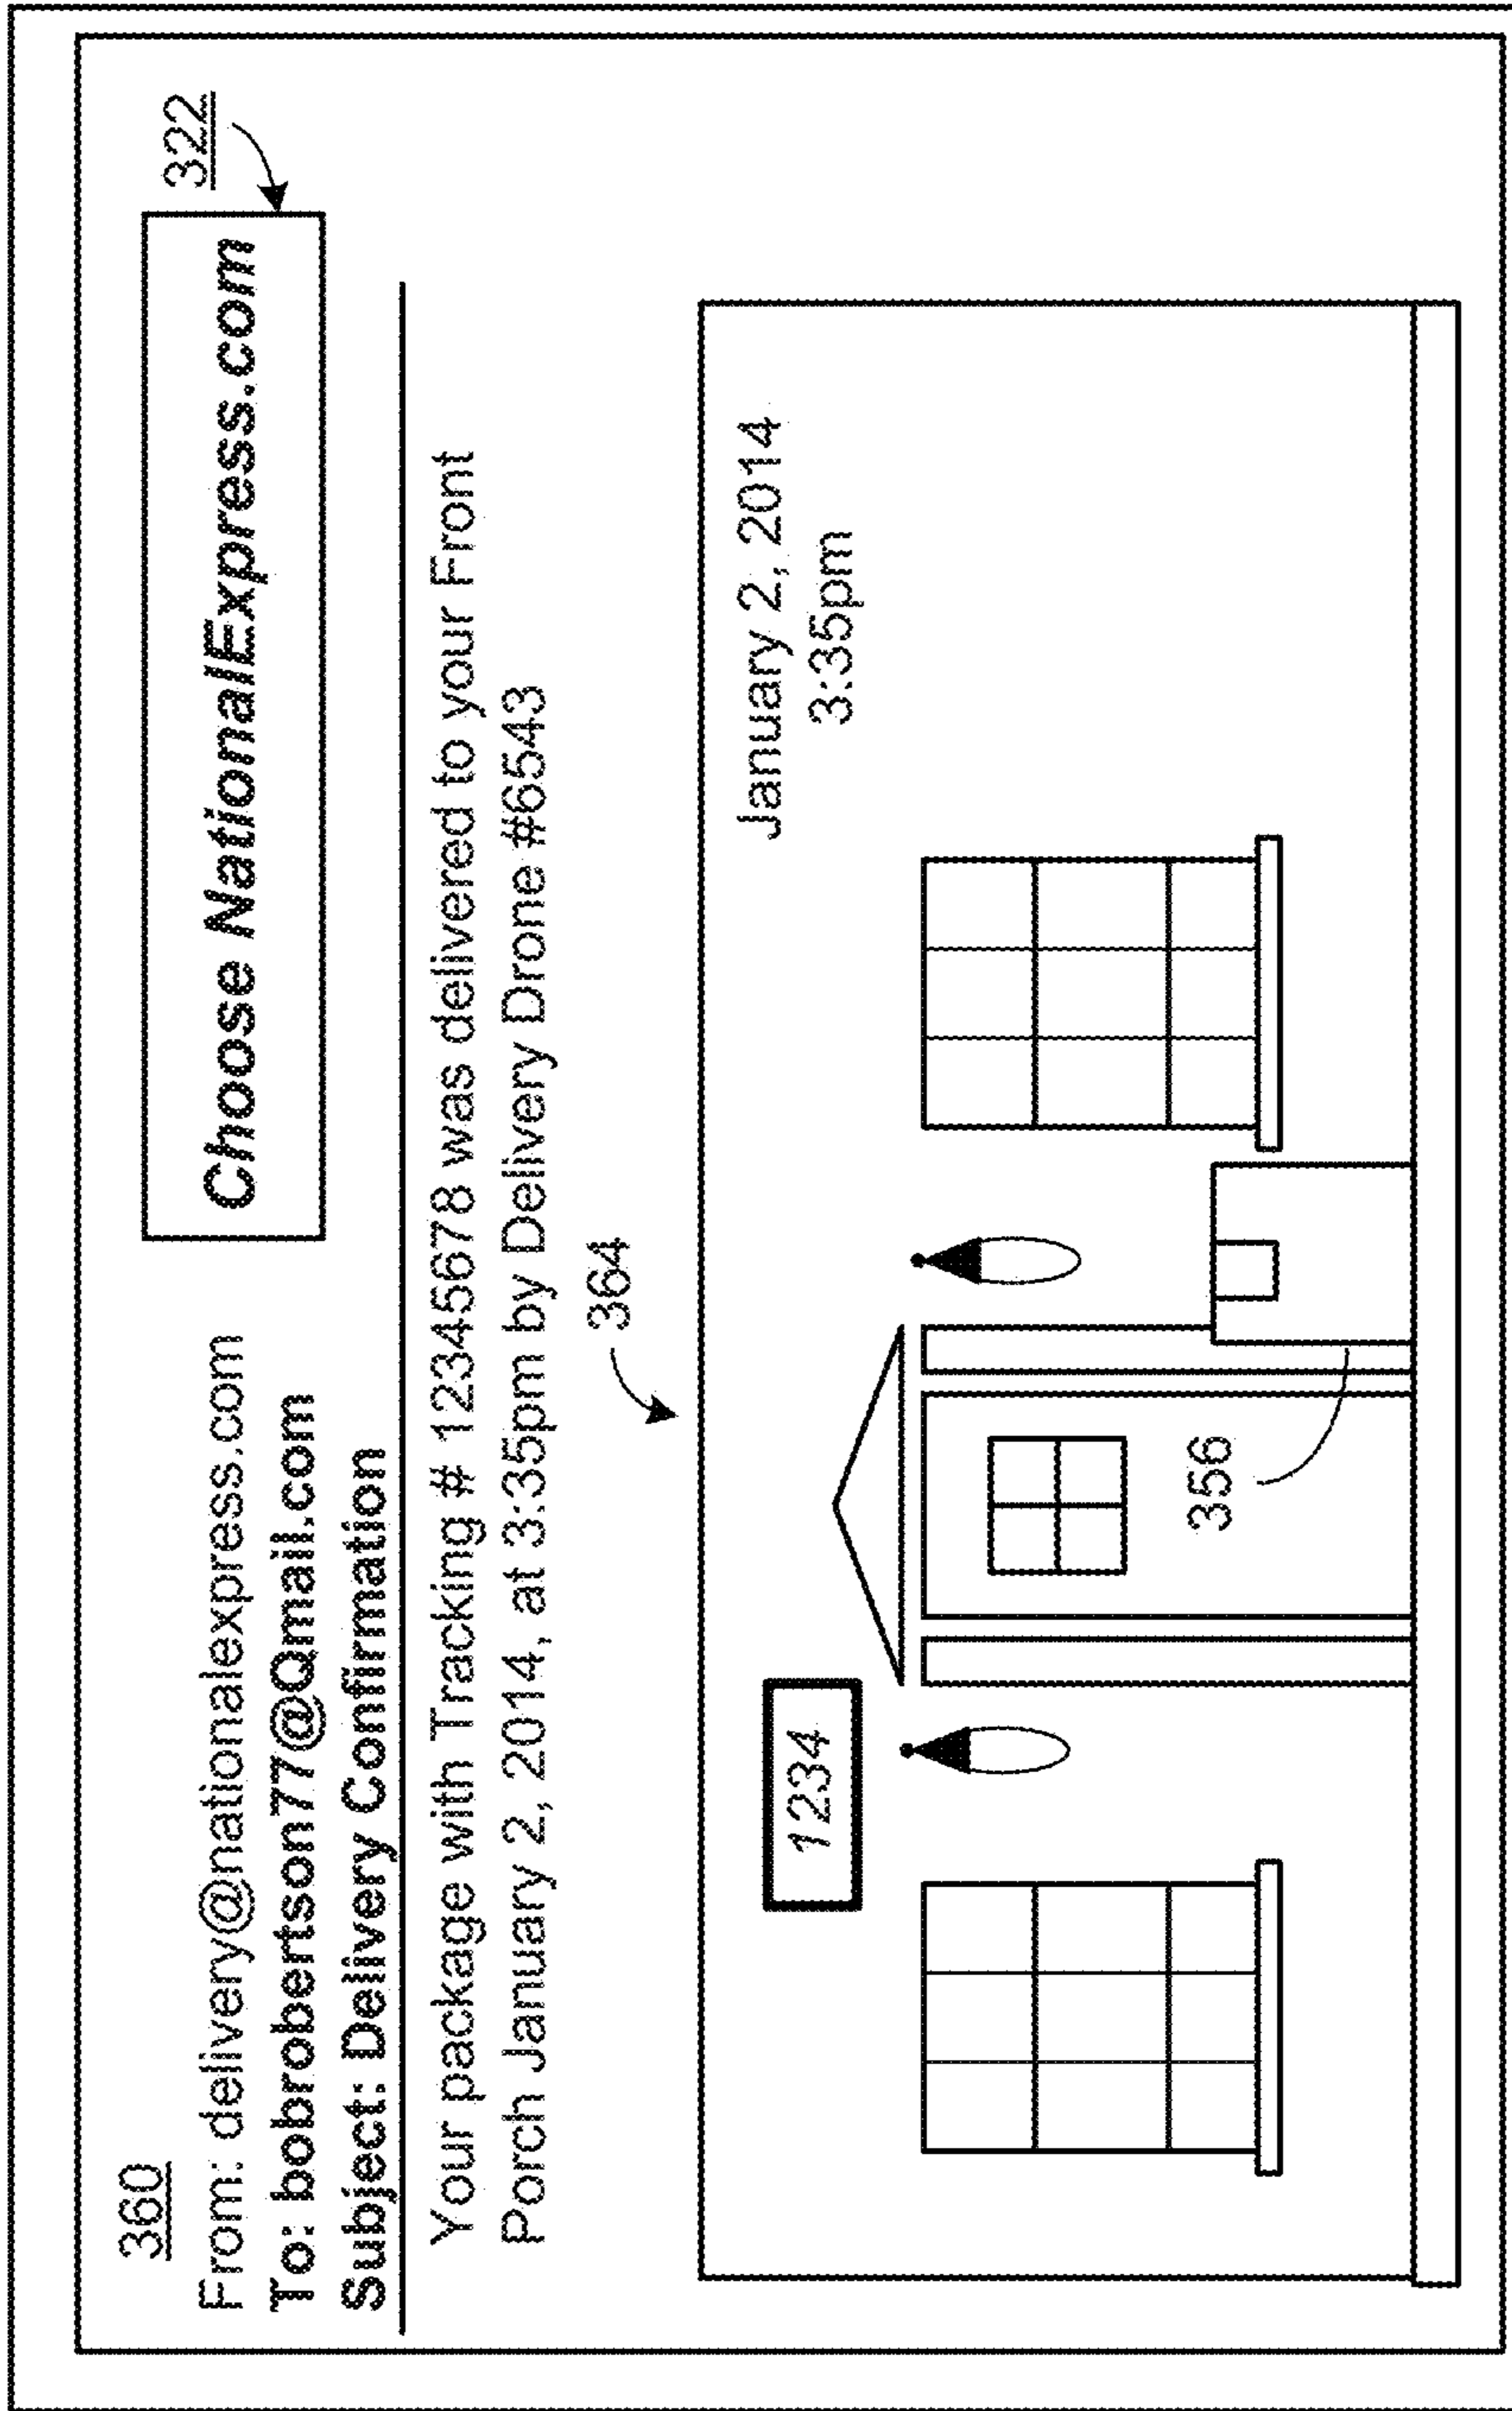 360
322
From: delivery@nationalexpress.com
Choose NationalExpress.com
To: bobrobertson77@Qmail.com
Subject: Delivery Confirmation
Your package with Tracking # 12345678 was delivered to your Front
Porch January 2, 2014, at 3:35pm by Delivery Drone #6543
364
January 2, 2014
3:35pm
1234
356